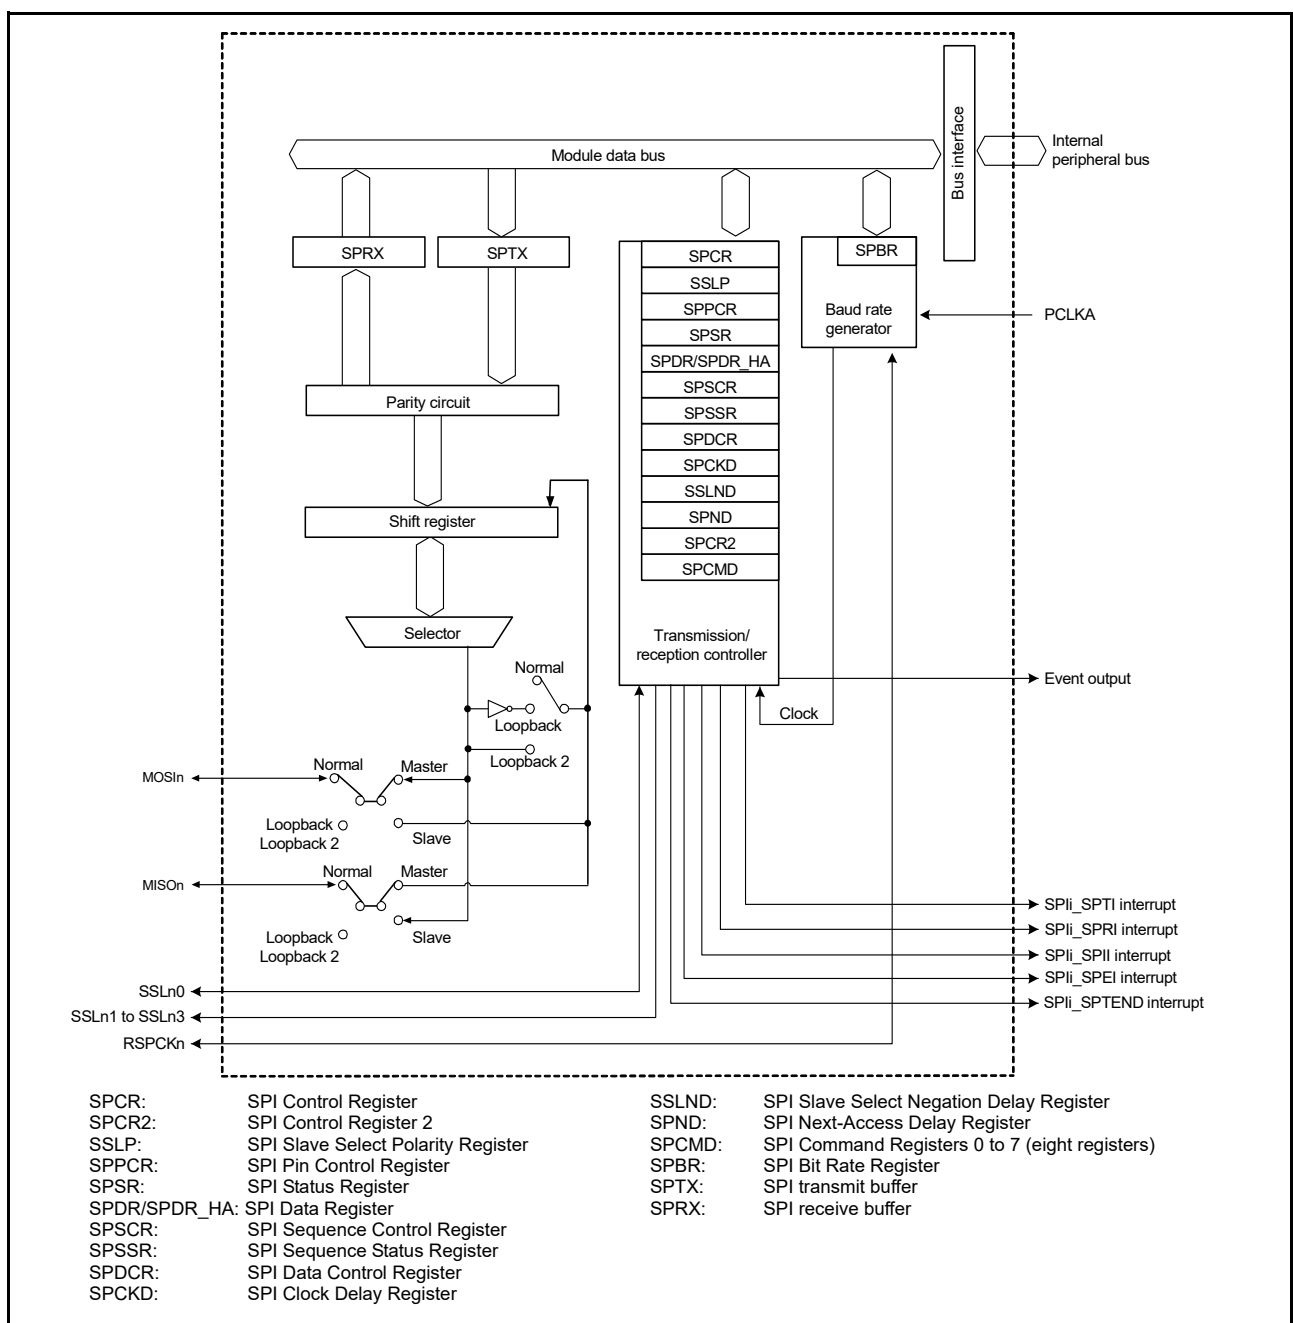 Bus interface
Internal
peripheral bus
Module data bus
SPRX
SPTX
SPCR
SSLP
SPPCR
SPSR
SPDR/SPDR_HA
SPSCR
SPSSR
SPDCR
SPCKD
SSLND
SPND
SPCR2
SPCMD
Transmission/
reception controller
SPBR
Baud rate
generator
PCLKA
Parity circuit
Shift register
Selector
Normal
Loopback
Loopback 2
Clock
Event output
MOSIn
Normal
Master
Loopback
Loopback 2
Slave
MISOn
Normal
Master
Loopback
Loopback 2
Slave
SPIi_SPTI interrupt
SPIi_SPRI interrupt
SPIi_SPII interrupt
SPIi_SPEI interrupt
SPIi_SPTEND interrupt
SSLn0
SSLn1 to SSLn3
RSPCKn
SPCR: SPI Control Register
SPCR2: SPI Control Register 2
SSLP: SPI Slave Select Polarity Register
SPPCR: SPI Pin Control Register
SPSR: SPI Status Register
SPDR/SPDR_HA: SPI Data Register
SPSCR: SPI Sequence Control Register
SPSSR: SPI Sequence Status Register
SPDCR: SPI Data Control Register
SPCKD: SPI Clock Delay Register
SSLND: SPI Slave Select Negation Delay Register
SPND: SPI Next-Access Delay Register
SPCMD: SPI Command Registers 0 to 7 (eight registers)
SPBR: SPI Bit Rate Register
SPTX: SPI transmit buffer
SPRX: SPI receive buffer